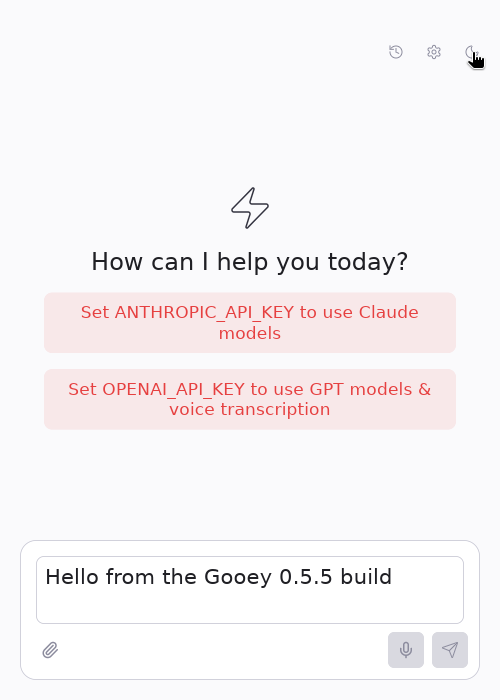 How can I help you today?
Set ANTHROPIC_API_KEY to use Claude
models
Set OPENAI_API_KEY to use GPT models &
voice transcription
Hello from the Gooey 0.5.5 build